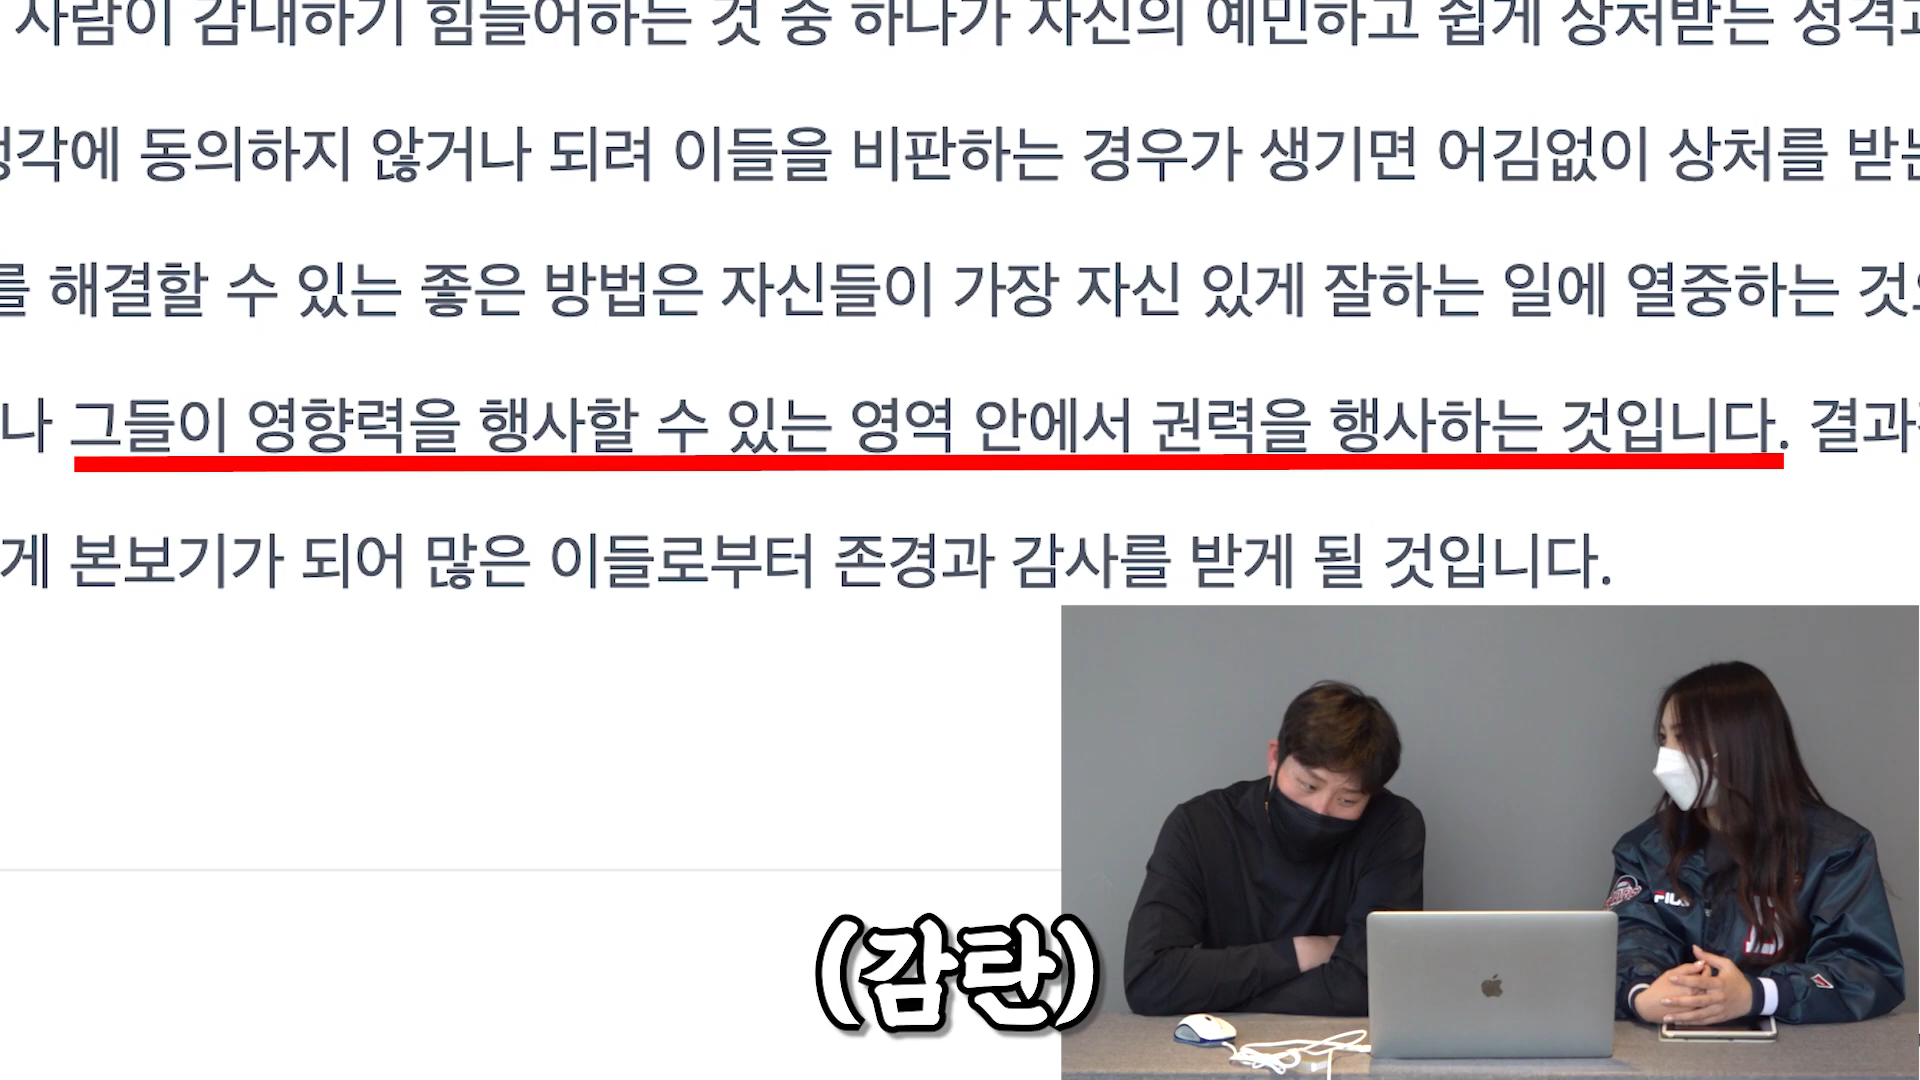 사람이 감내하기 힘들어하는 것 중 하나가 자신의 예민하고 쉽게 상처받는
생각에 동의하지 않거나 되려 이들을 비판하는 경우가 생기면 어김없이 상처를
를 해결할 수 있는 좋은 방법은 자신들이 가장 자신 있게 잘하는 일에 열중하는
나 그들이 영향력을 행사할 수 있는 영역 안에서 권력을 행사하는 것입니다. 결과
게 본보기가 되어 많은 이들로부터 존경과 감사를 받게 될 것입니다.
(감탄)